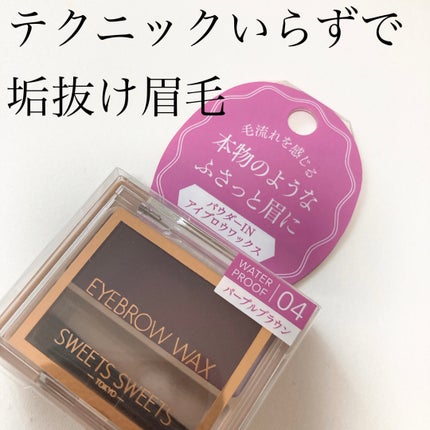 テクニックいらずで
垢抜け眉毛
毛流れを感じる
本物のような
ふさっと眉に
パウダーIN
アイブロウワックス
WATER
PROOF
04
パープルブラウン
EYEBROW WAX
SWEETS SWEETS
TOKYO